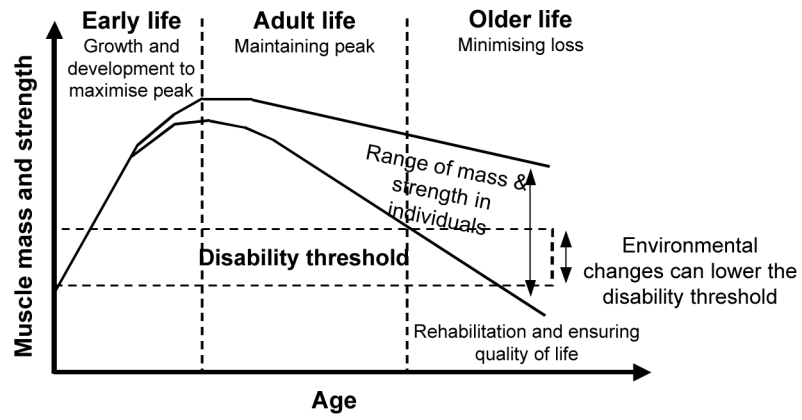 Early life
Growth and
development to
maximise peak
Adult life
Maintaining peak
Older life
Minimising loss
Muscle mass and strength
Range of mass &
strength in
individuals
Disability threshold
Environmental
changes can lower the
disability threshold
Rehabilitation and ensuring
quality of life
Age